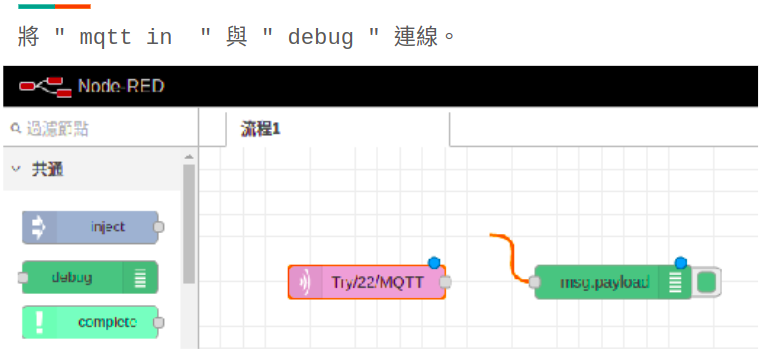 將 " mqtt in  " 與 " debug " 連線。
Node-RED
過濾節點
流程1
共通
inject
debug
complete
Try/22/MQTT
msg.payload